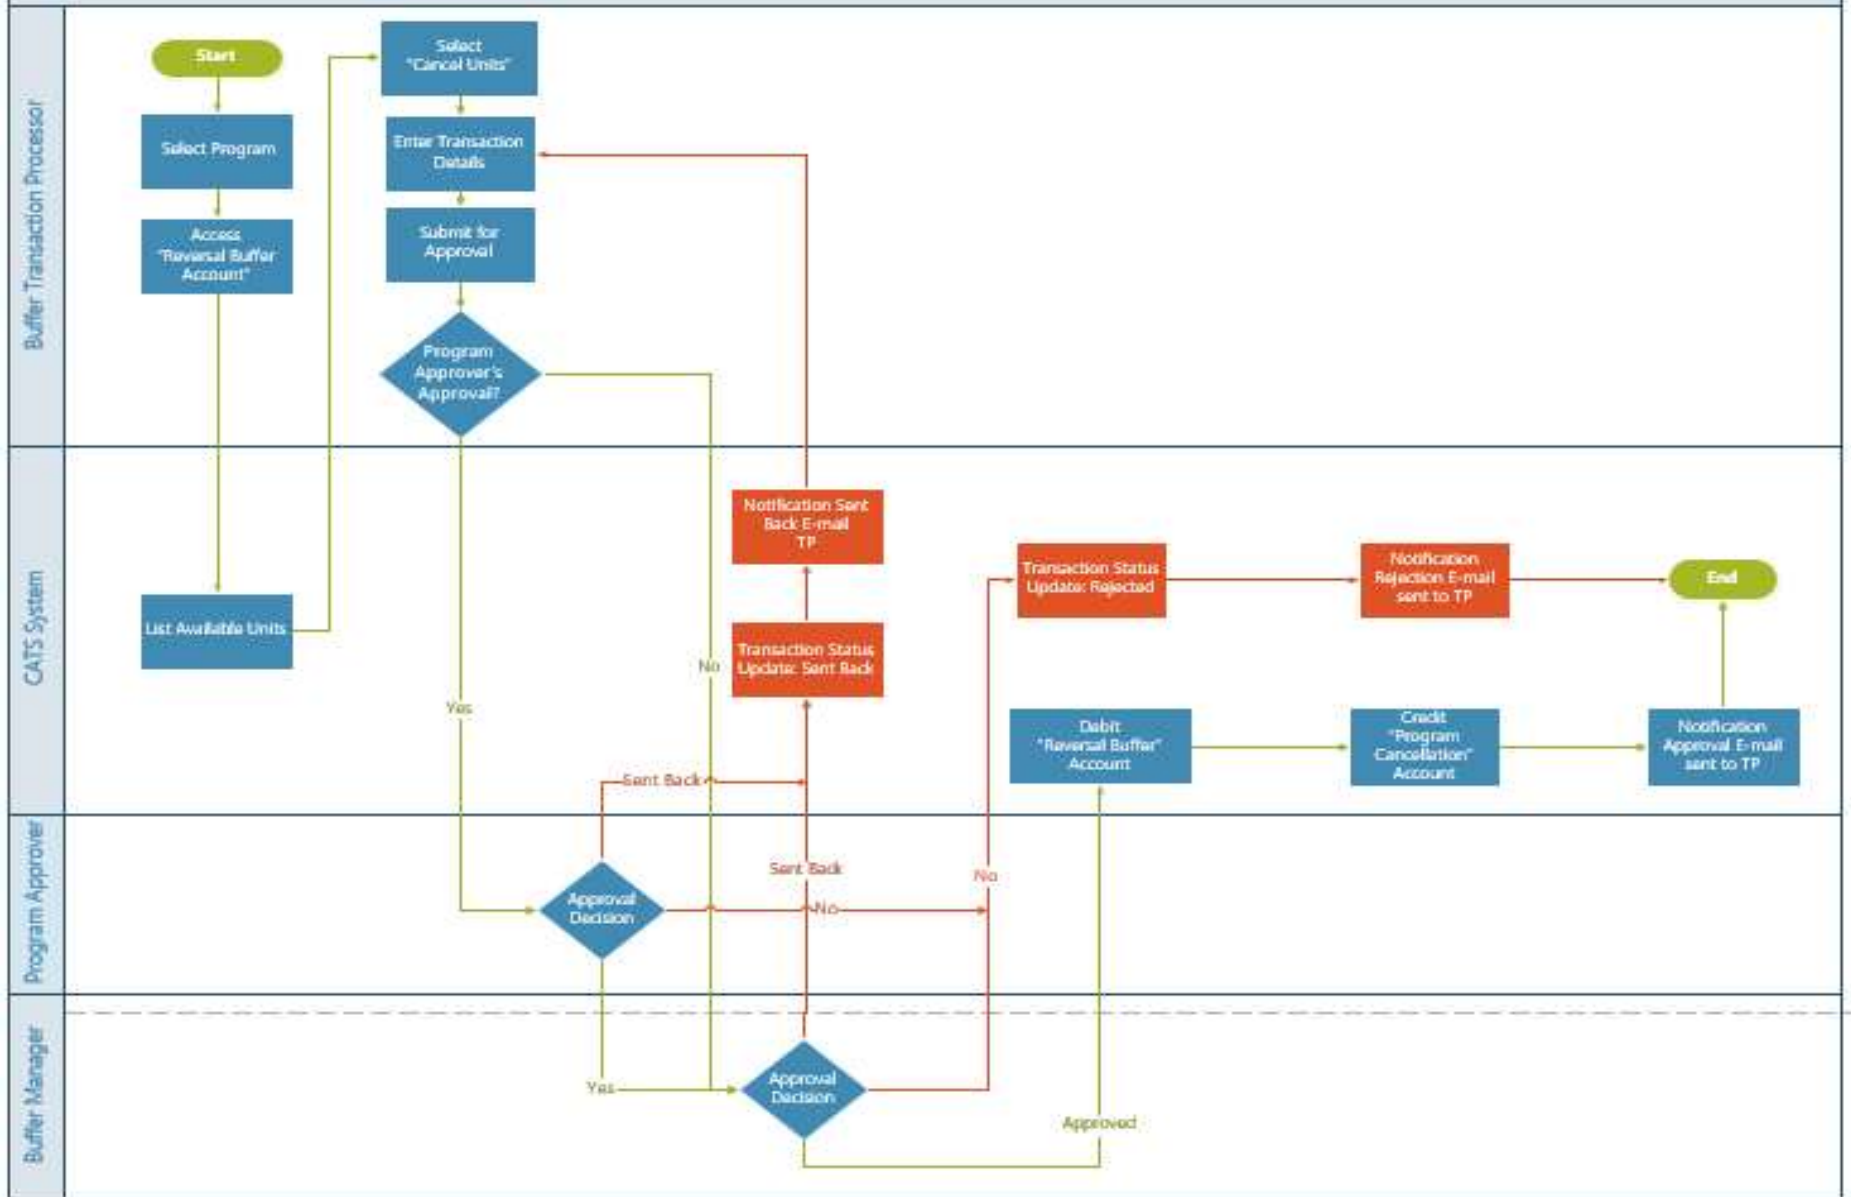 Buffer Transaction Processor
Start
Select Program
Access
"Reversal Buffer
Account"
Select
"Cancel Units"
Enter Transaction
Details
Submit for
Approval
Program
Approver's
Approval?
CATS System
List Available Units
Yes
No
Notification Sent
Back E-mail
TP
Transaction Status
Update: Sent Back
Sent Back
Transaction Status
Update: Rejected
Notification
Rejection E-mail
sent to TP
End
Debit
"Reversal Buffer"
Account
Credit
"Program
Cancellation"
Account
Notification
Approval E-mail
sent to TP
Program Approver
Approval
Decision
Sent Back
No
No
Buffer Manager
Yes
Approval
Decision
Approved